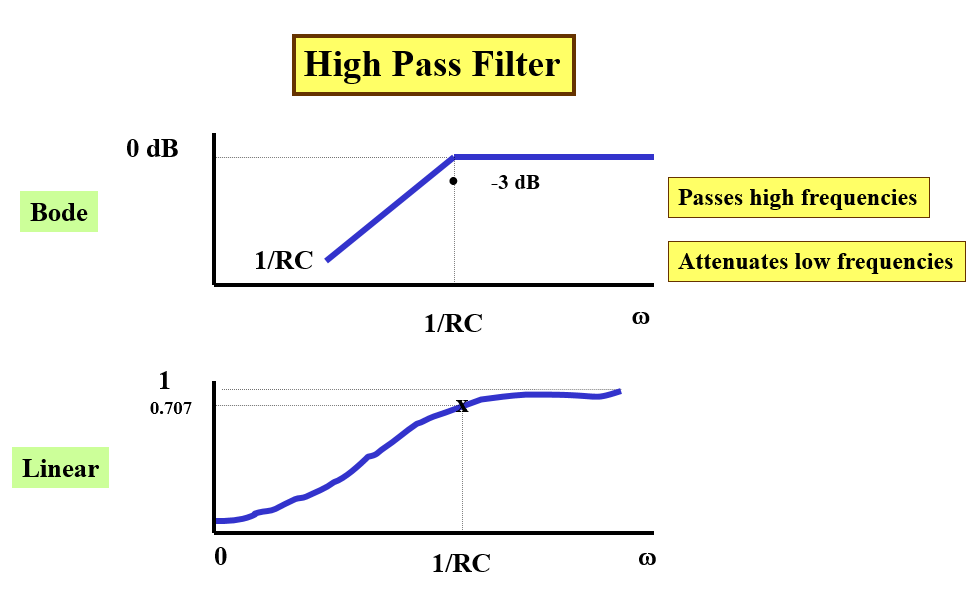 High Pass Filter
0 dB
-3 dB
Bode
Passes high frequencies
Attenuates low frequencies
1/RC
1/RC
ω
1
0.707
x
Linear
0
1/RC
ω